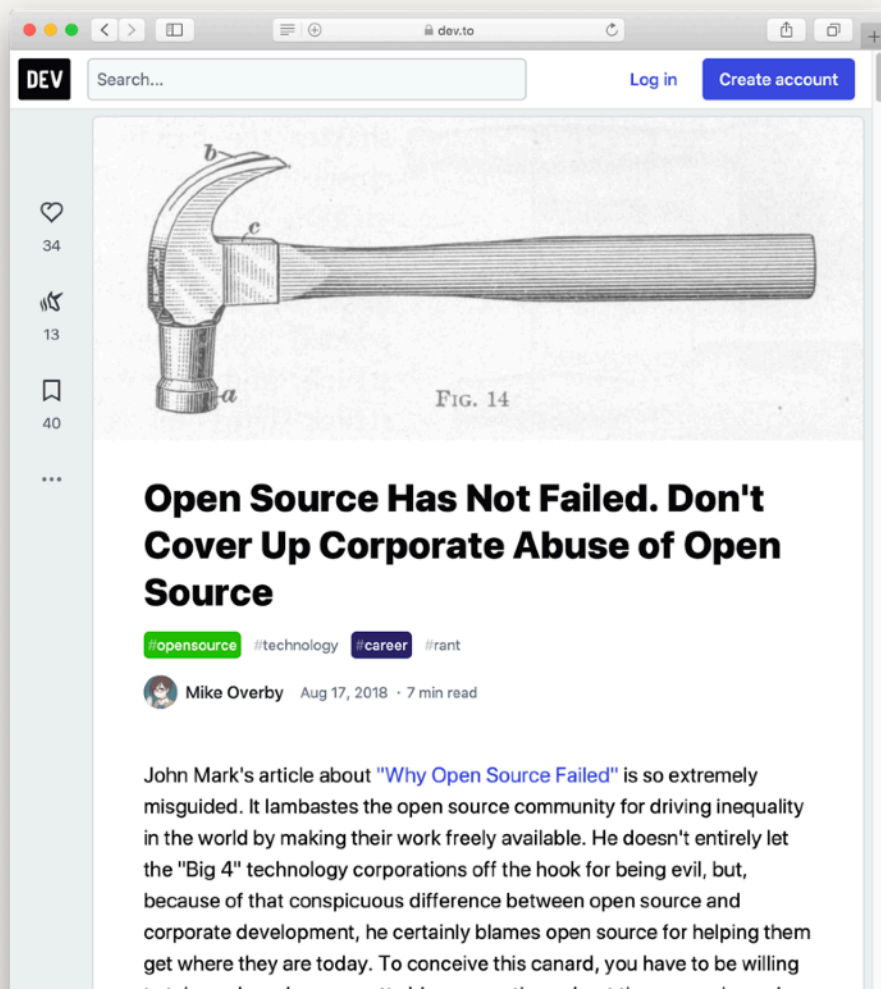 dev.to
DEV
Search...
Log in
Create account
b
c
a
FIG. 14
34
13
40
Open Source Has Not Failed. Don't
Cover Up Corporate Abuse of Open
Source
#opensource #technology #career #rant
Mike Overby Aug 17, 2018 · 7 min read
John Mark's article about "Why Open Source Failed" is so extremely
misguided. It lambastes the open source community for driving inequality
in the world by making their work freely available. He doesn't entirely let
the "Big 4" technology corporations off the hook for being evil, but,
because of that conspicuous difference between open source and
corporate development, he certainly blames open source for helping them
get where they are today. To conceive this canard, you have to be willing